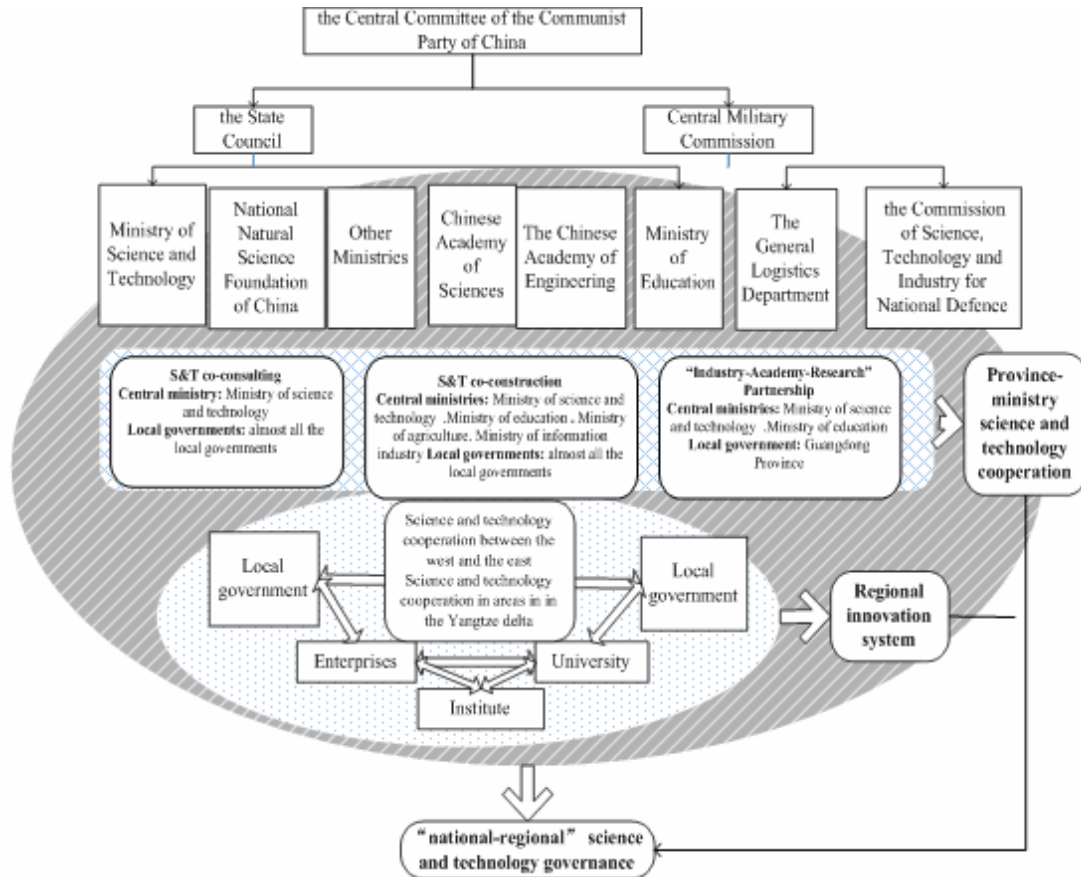 the Central Committee of the Communist
Party of China
the State
Council
Central Military
Commission
Ministry of
Science and
Technology
National
Natural
Science
Foundation
of China
Other
Ministries
Chinese
Academy
of
Sciences
The Chinese
Academy of
Engineering
Ministry
of
Education
The
General
Logistics
Department
the Commission
of Science,
Technology and
Industry for
National Defence
S&T co-consulting
Central ministry: Ministry of science
and technology
Local governments: almost all the
local governments
S&T co-construction
Central ministries: Ministry of science and
technology .Ministry of education 。Ministry
of agriculture. Ministry of information
industry Local governments: almost all the
local governments
“Industry-Academy-Research”
Partnership
Central ministries: Ministry of science
and technology .Ministry of education
Local government: Guangdong
Province
Province-
ministry
science and
technology
cooperation
Science and technology
cooperation between the
west and the east
Science and technology
cooperation in areas in in
the Yangtze delta
Local
government
Local
government
Enterprises
University
Institute
Regional
innovation
system
“national-regional” science
and technology governance